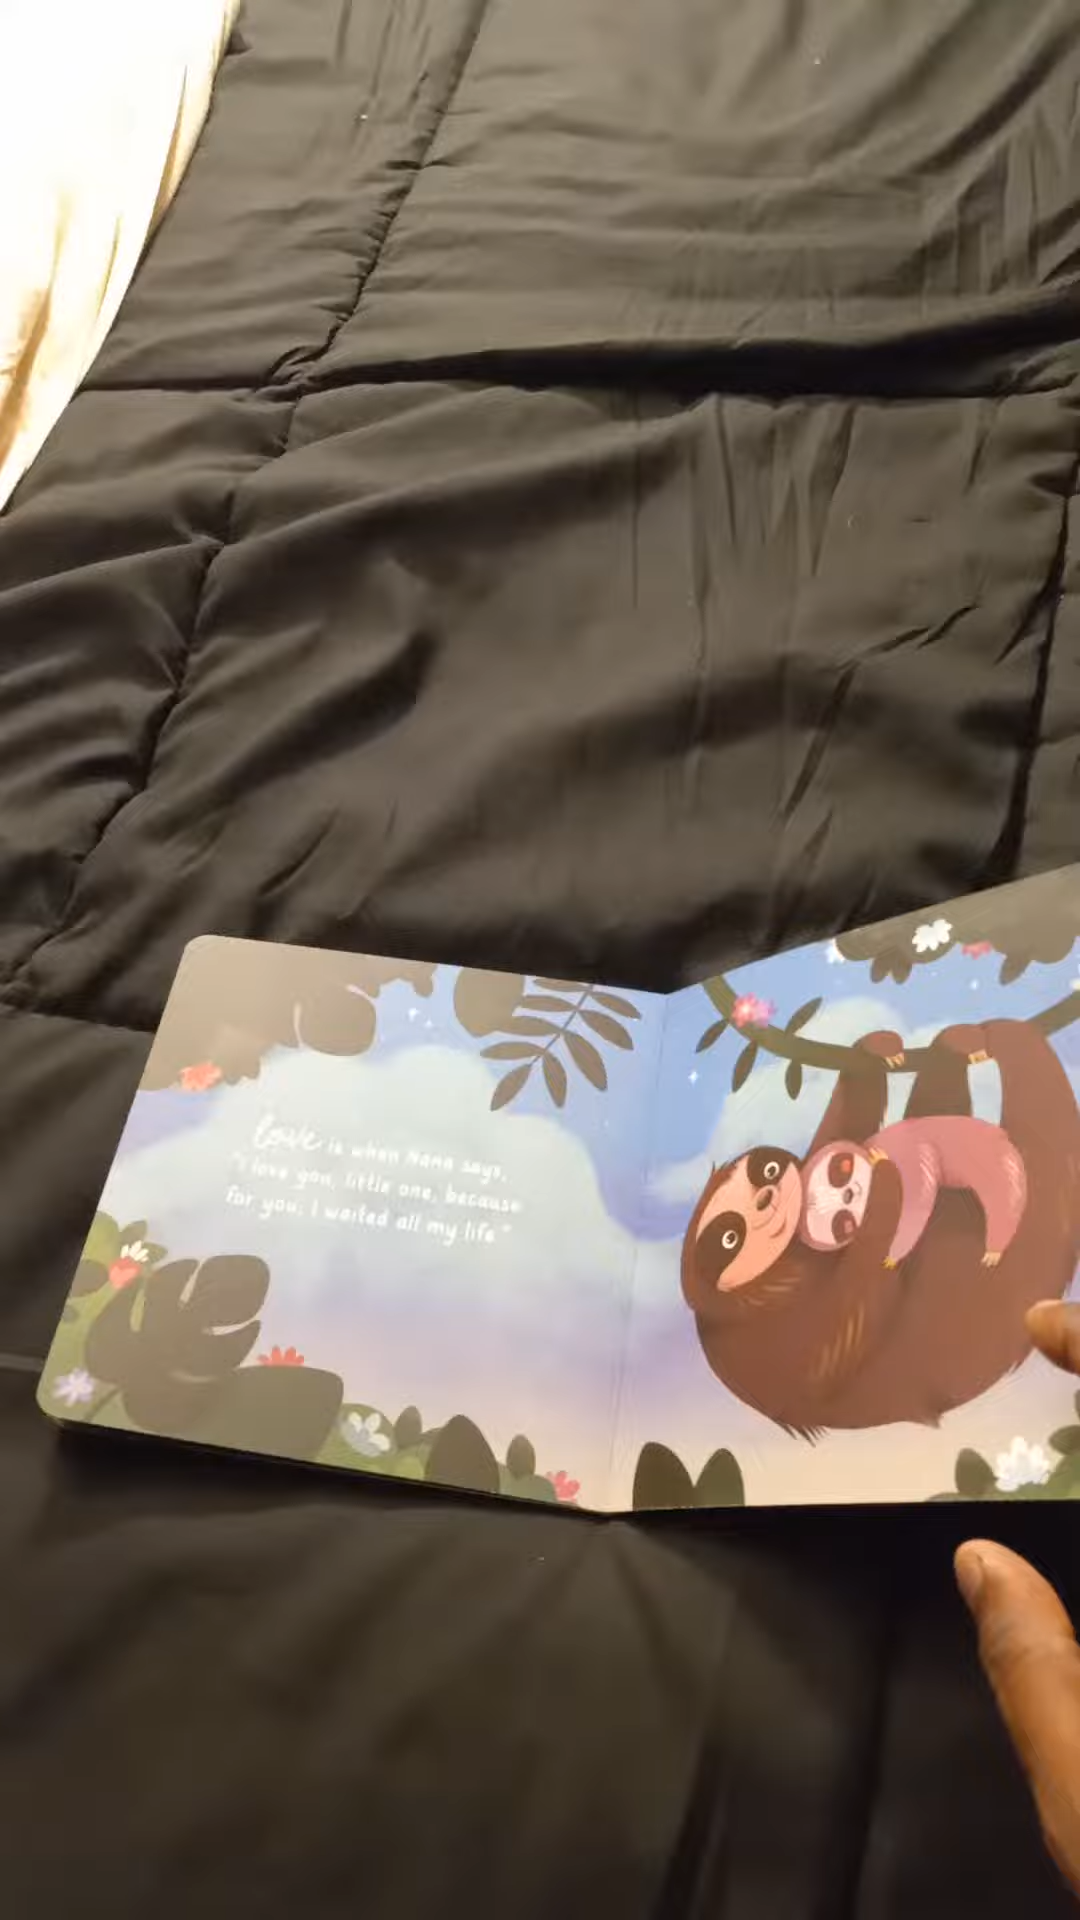 love is when Nana says,
"I love you, little one, because
for you, I waited all my life."